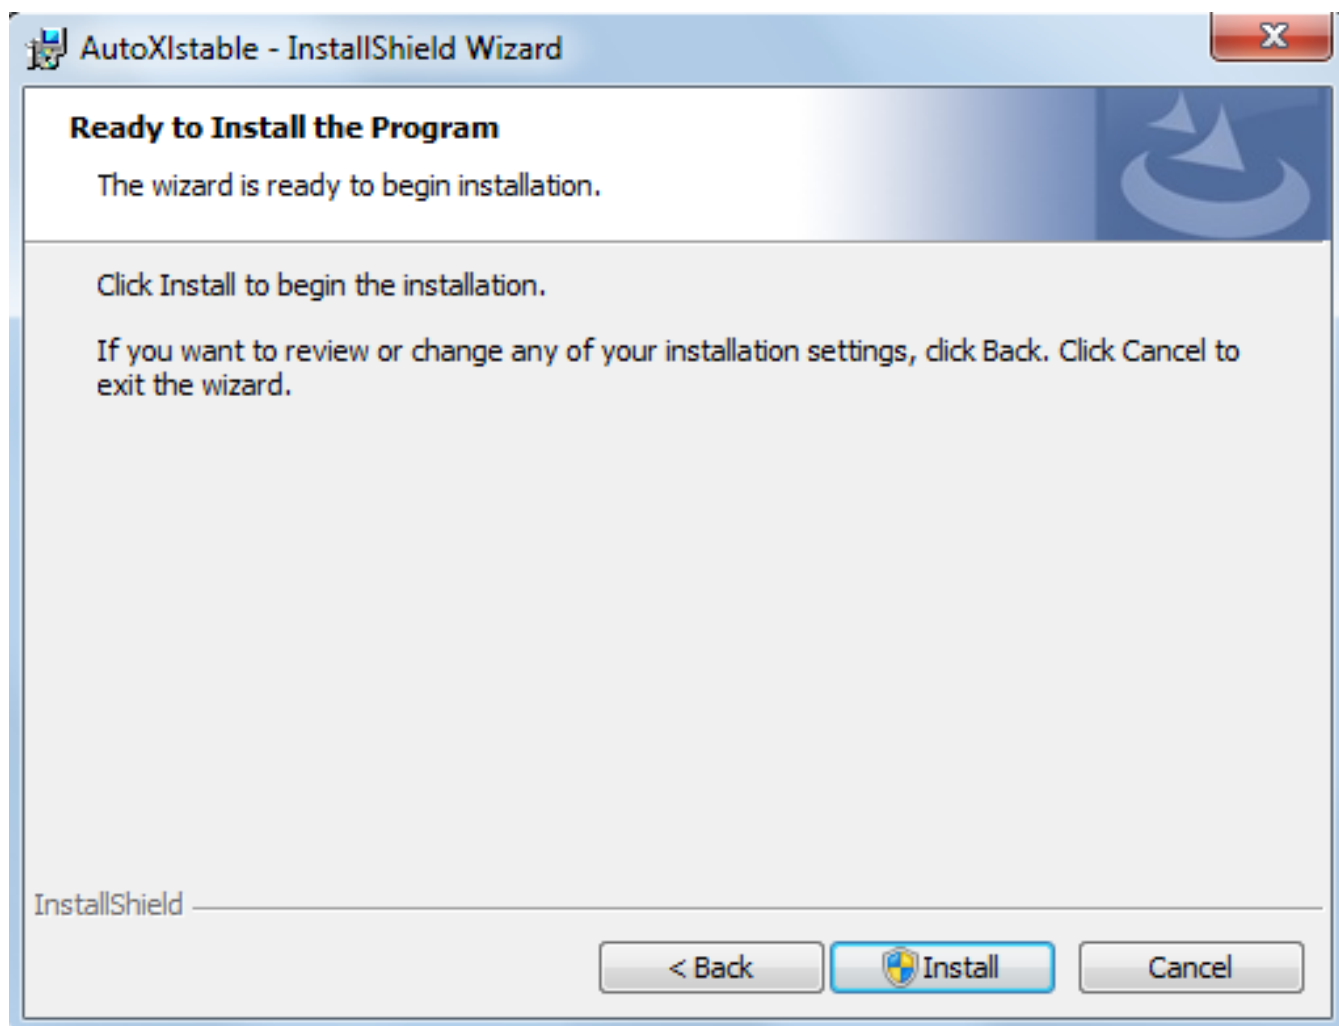 AutoXlstable - InstallShield Wizard
Ready to Install the Program
The wizard is ready to begin installation.
Click Install to begin the installation.
If you want to review or change any of your installation settings, click Back. Click Cancel to
exit the wizard.
InstallShield
< Back
Install
Cancel